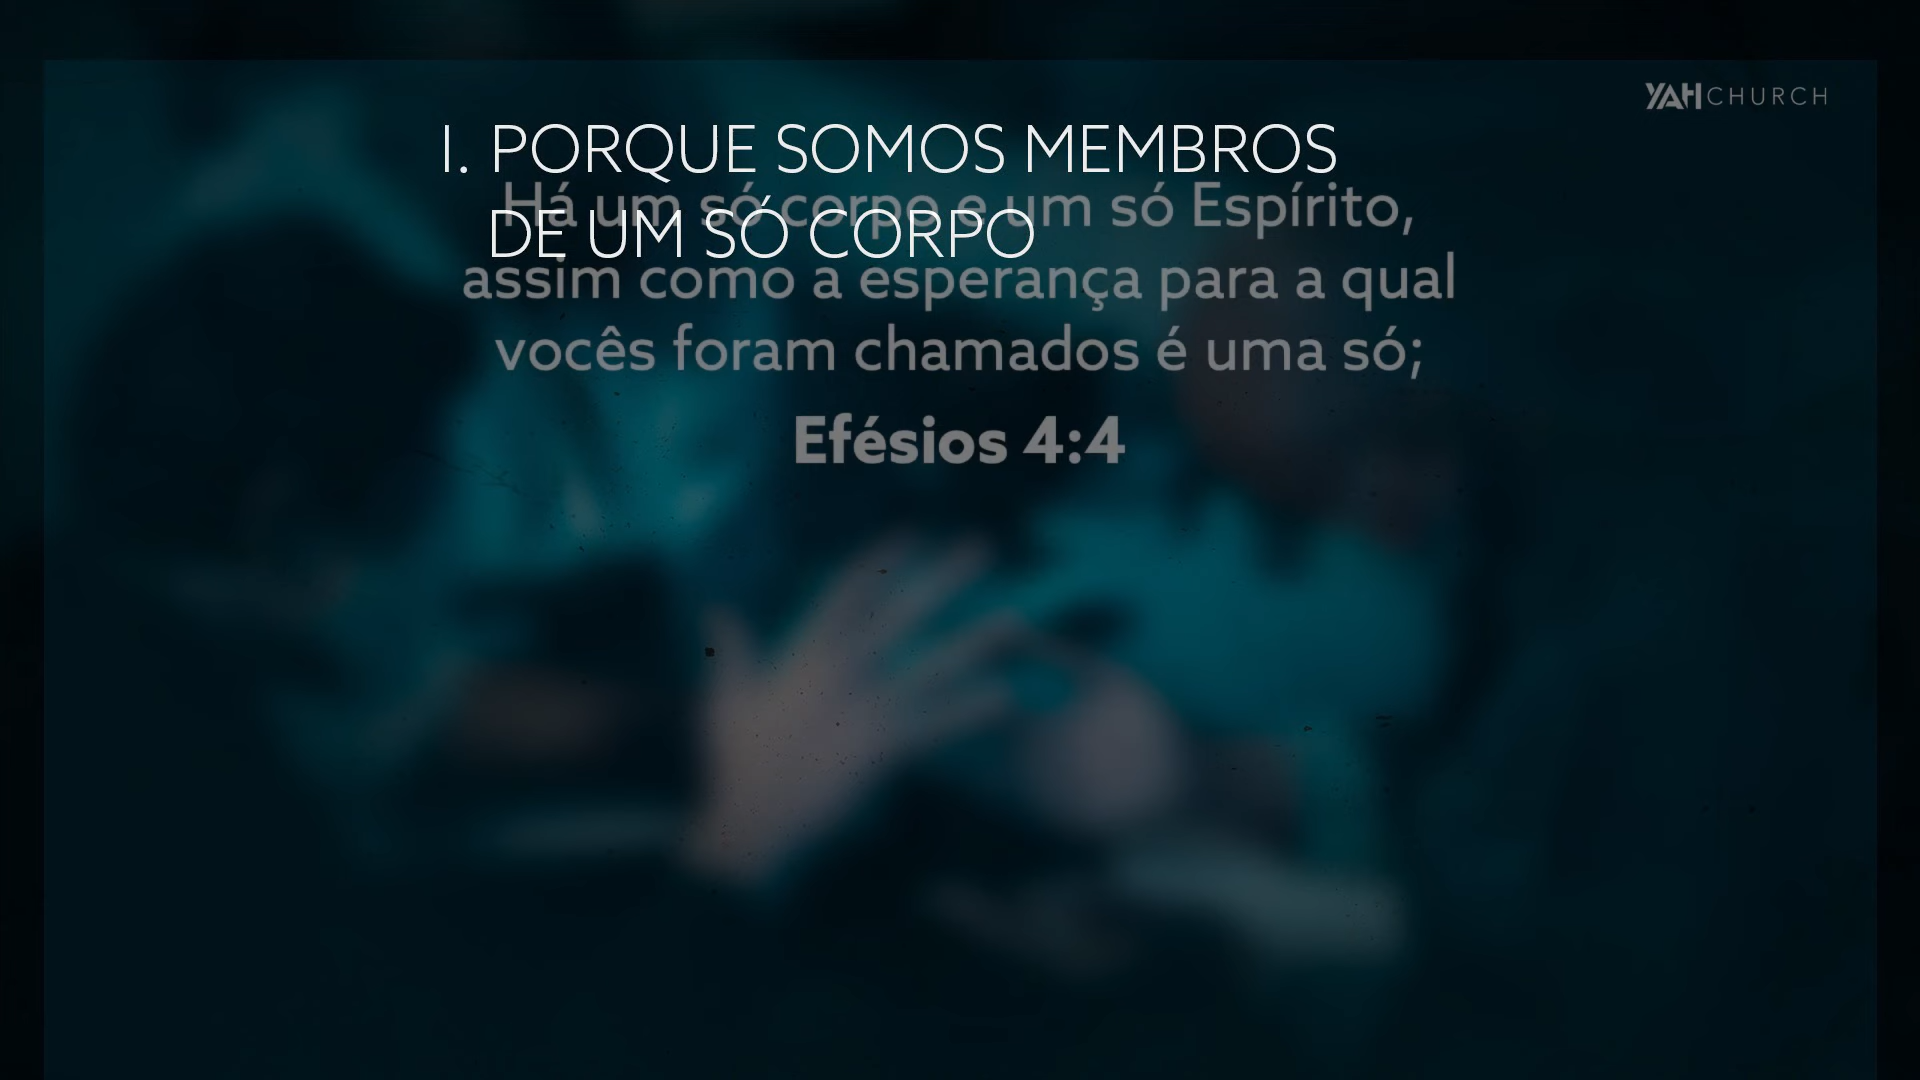 YAHCHURCH
I. PORQUE SOMOS MEMBROS
DE UM SÓ CORPO
Há um só corpo e um só Espírito,
assim como a esperança para a qual
vocês foram chamados é uma só;
Efésios 4:4